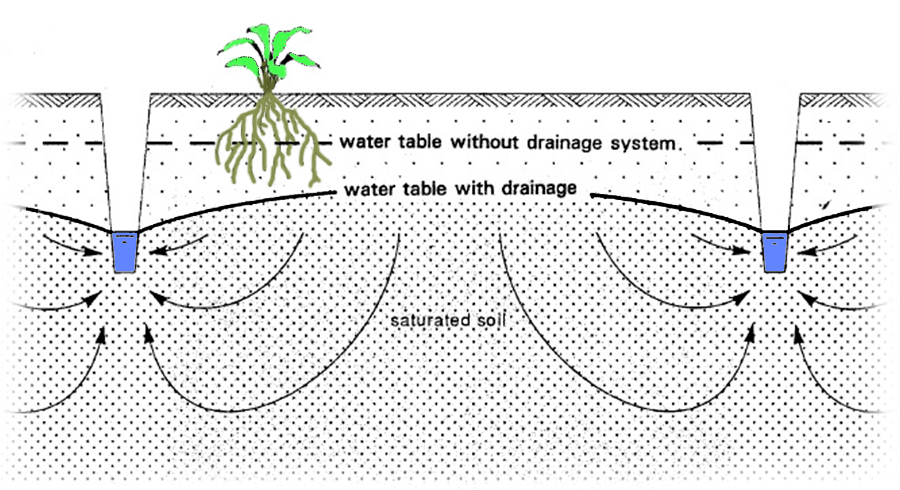 water table without drainage system.
water table with drainage
saturated soil